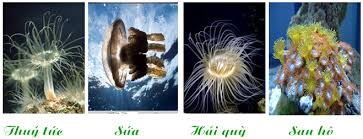 Thuỷ tức Sứa Hải quỳ San hô